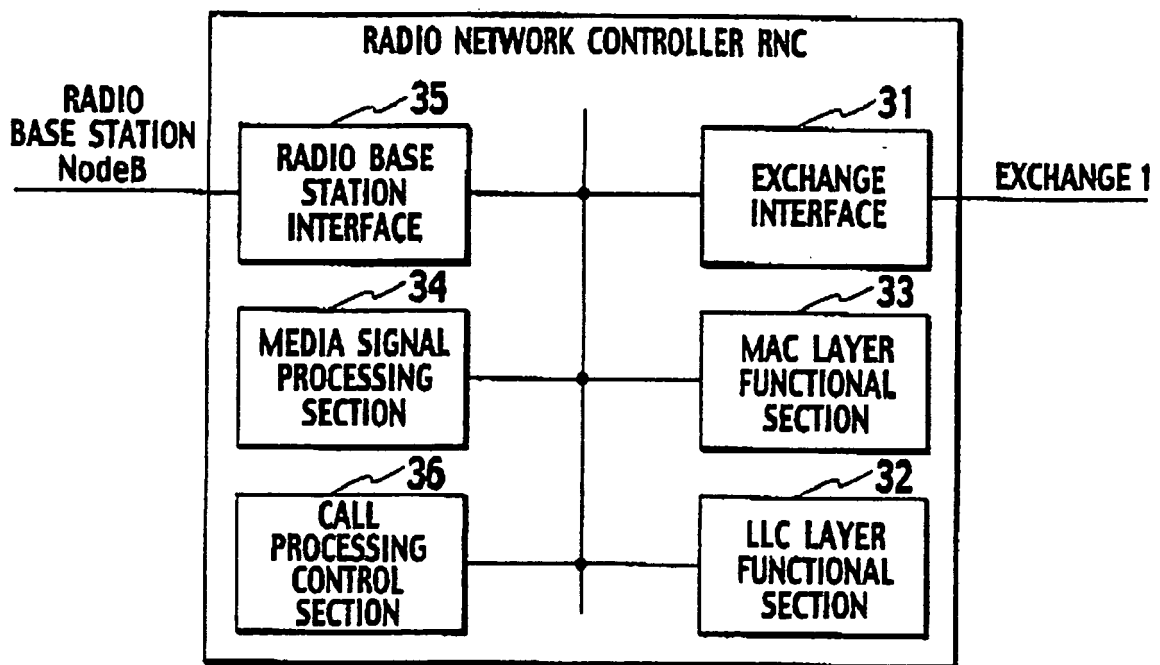 RADIO NETWORK CONTROLLER RNC
RADIO
BASE STATION
NodeB
35
RADIO BASE
STATION
INTERFACE
31
EXCHANGE
INTERFACE
EXCHANGE 1
34
MEDIA SIGNAL
PROCESSING
SECTION
33
MAC LAYER
FUNCTIONAL
SECTION
36
CALL
PROCESSING
CONTROL
SECTION
32
LLC LAYER
FUNCTIONAL
SECTION